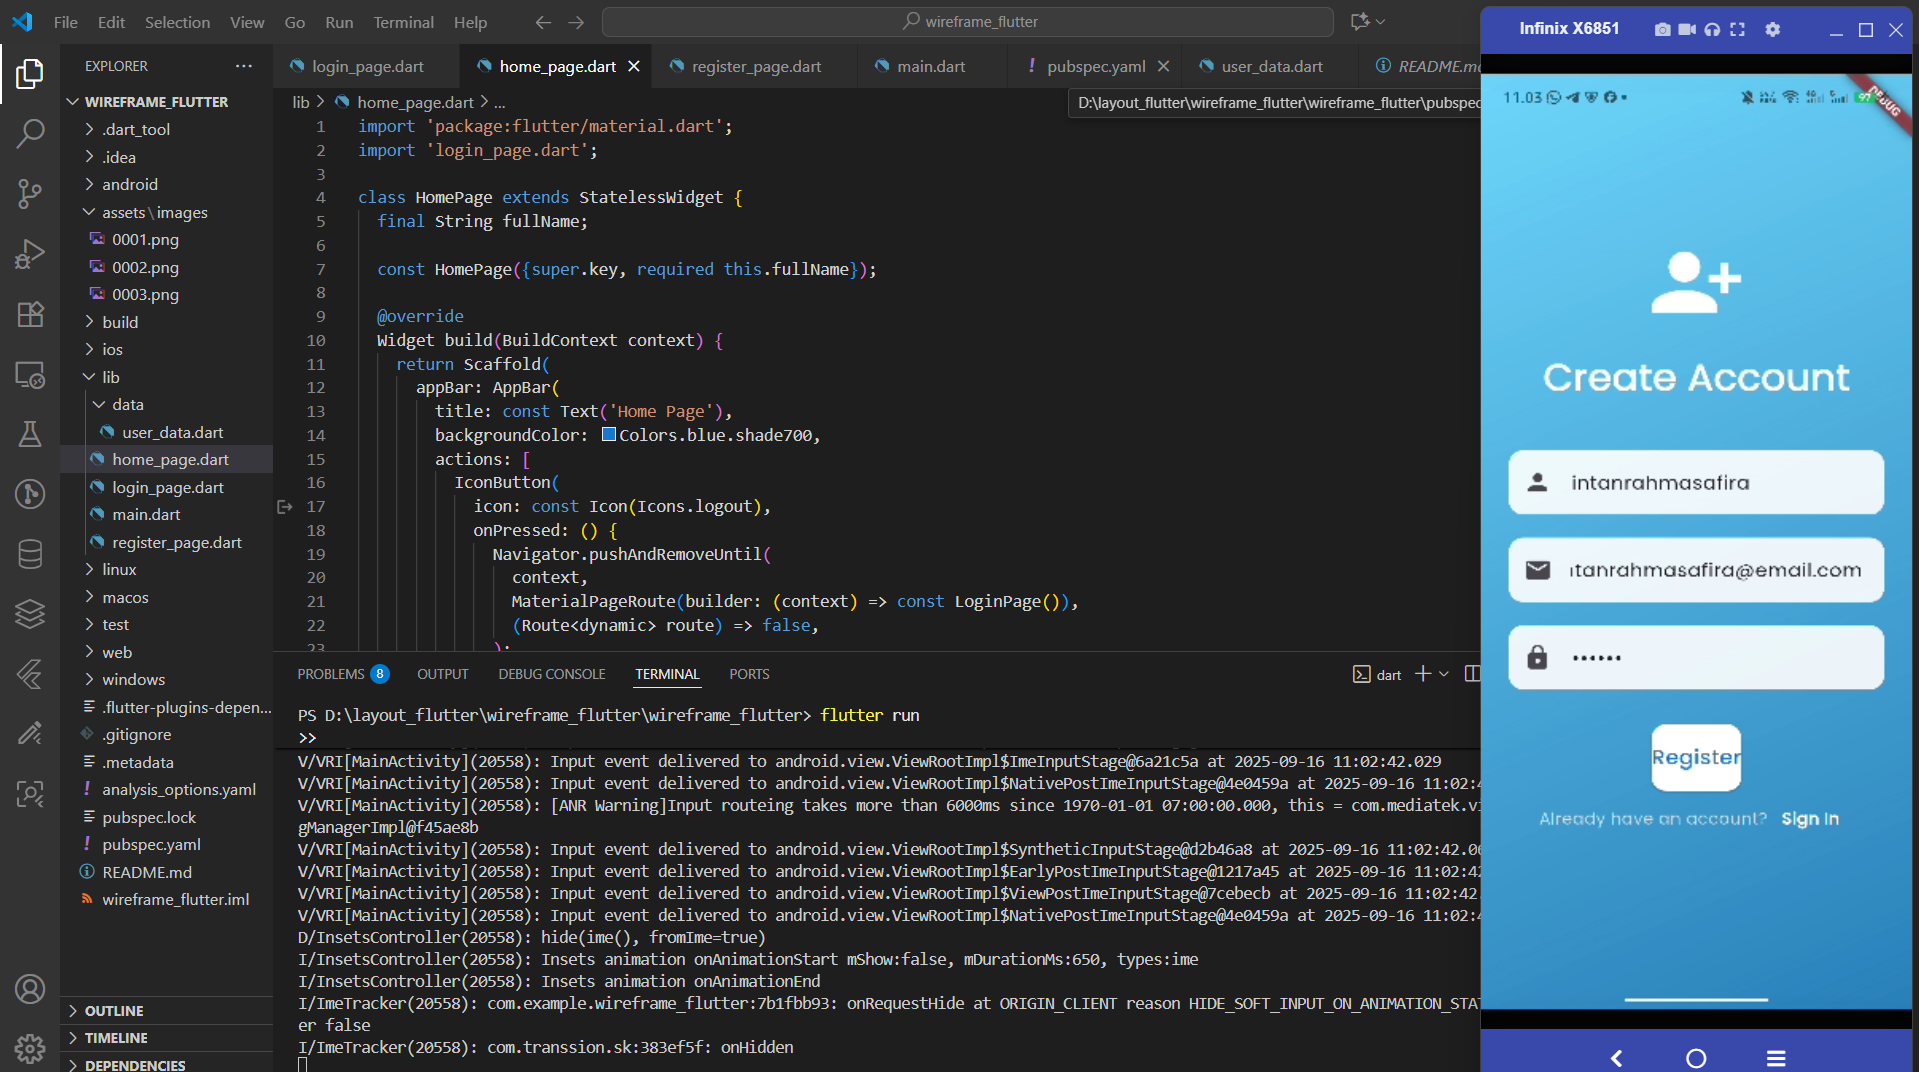 File Edit Selection View Go Run Terminal Help
wireframe_flutter
EXPLORER
WIREFRAME_FLUTTER
.dart_tool
.idea
android
assets\images
0001.png
0002.png
0003.png
build
ios
lib
data
user_data.dart
home_page.dart
login_page.dart
main.dart
register_page.dart
linux
macos
test
web
windows
.flutter-plugins-depen...
.gitignore
.metadata
analysis_options.yaml
pubspec.lock
pubspec.yaml
README.md
wireframe_flutter.iml
OUTLINE
TIMELINE
DEPENDENCIES
login_page.dart home_page.dart register_page.dart main.dart pubspec.yaml user_data.dart README.md
lib > home_page.dart > ...
D:\layout_flutter\wireframe_flutter\wireframe_flutter\pubspec
1 import 'package:flutter/material.dart';
2 import 'login_page.dart';
3
4 class HomePage extends StatelessWidget {
5 final String fullName;
6
7 const HomePage({super.key, required this.fullName});
8
9 @override
10 Widget build(BuildContext context) {
11 return Scaffold(
12 appBar: AppBar(
13 title: const Text('Home Page'),
14 backgroundColor: Colors.blue.shade700,
15 actions: [
16 IconButton(
17 icon: const Icon(Icons.logout),
18 onPressed: () {
19 Navigator.pushAndRemoveUntil(
20 context,
21 MaterialPageRoute(builder: (context) => const LoginPage()),
22 (Route<dynamic> route) => false,
23 );
PROBLEMS 8 OUTPUT DEBUG CONSOLE TERMINAL PORTS
dart
PS D:\layout_flutter\wireframe_flutter\wireframe_flutter> flutter run
>>
V/VRI[MainActivity](20558): Input event delivered to android.view.ViewRootImpl$ImeInputStage@6a21c5a at 2025-09-16 11:02:42.029
V/VRI[MainActivity](20558): Input event delivered to android.view.ViewRootImpl$NativePostImeInputStage@4e0459a at 2025-09-16 11:02:4
V/VRI[MainActivity](20558): [ANR Warning]Input routeing takes more than 6000ms since 1970-01-01 07:00:00.000, this = com.mediatek.vi
gManagerImpl@f45ae8b
V/VRI[MainActivity](20558): Input event delivered to android.view.ViewRootImpl$SyntheticInputStage@d2b46a8 at 2025-09-16 11:02:42.0
V/VRI[MainActivity](20558): Input event delivered to android.view.ViewRootImpl$EarlyPostImeInputStage@1217a45 at 2025-09-16 11:02:42
V/VRI[MainActivity](20558): Input event delivered to android.view.ViewRootImpl$ViewPostImeInputStage@7cebecb at 2025-09-16 11:02:42.
V/VRI[MainActivity](20558): Input event delivered to android.view.ViewRootImpl$NativePostImeInputStage@4e0459a at 2025-09-16 11:02:4
D/InsetsController(20558): hide(ime(), fromIme=true)
I/InsetsController(20558): Insets animation onAnimationStart mShow:false, mDurationMs:650, types:ime
I/InsetsController(20558): Insets animation onAnimationEnd
I/ImeTracker(20558): com.example.wireframe_flutter:7b1fbb93: onRequestHide at ORIGIN_CLIENT reason HIDE_SOFT_INPUT_ON_ANIMATION_STAT
er false
I/ImeTracker(20558): com.transsion.sk:383ef5f: onHidden
Infinix X6851
11.03
DEBUG
Create Account
intanrahmasafira
ntanrahmasafira@email.com
••••••
Register
Already have an account? Sign In